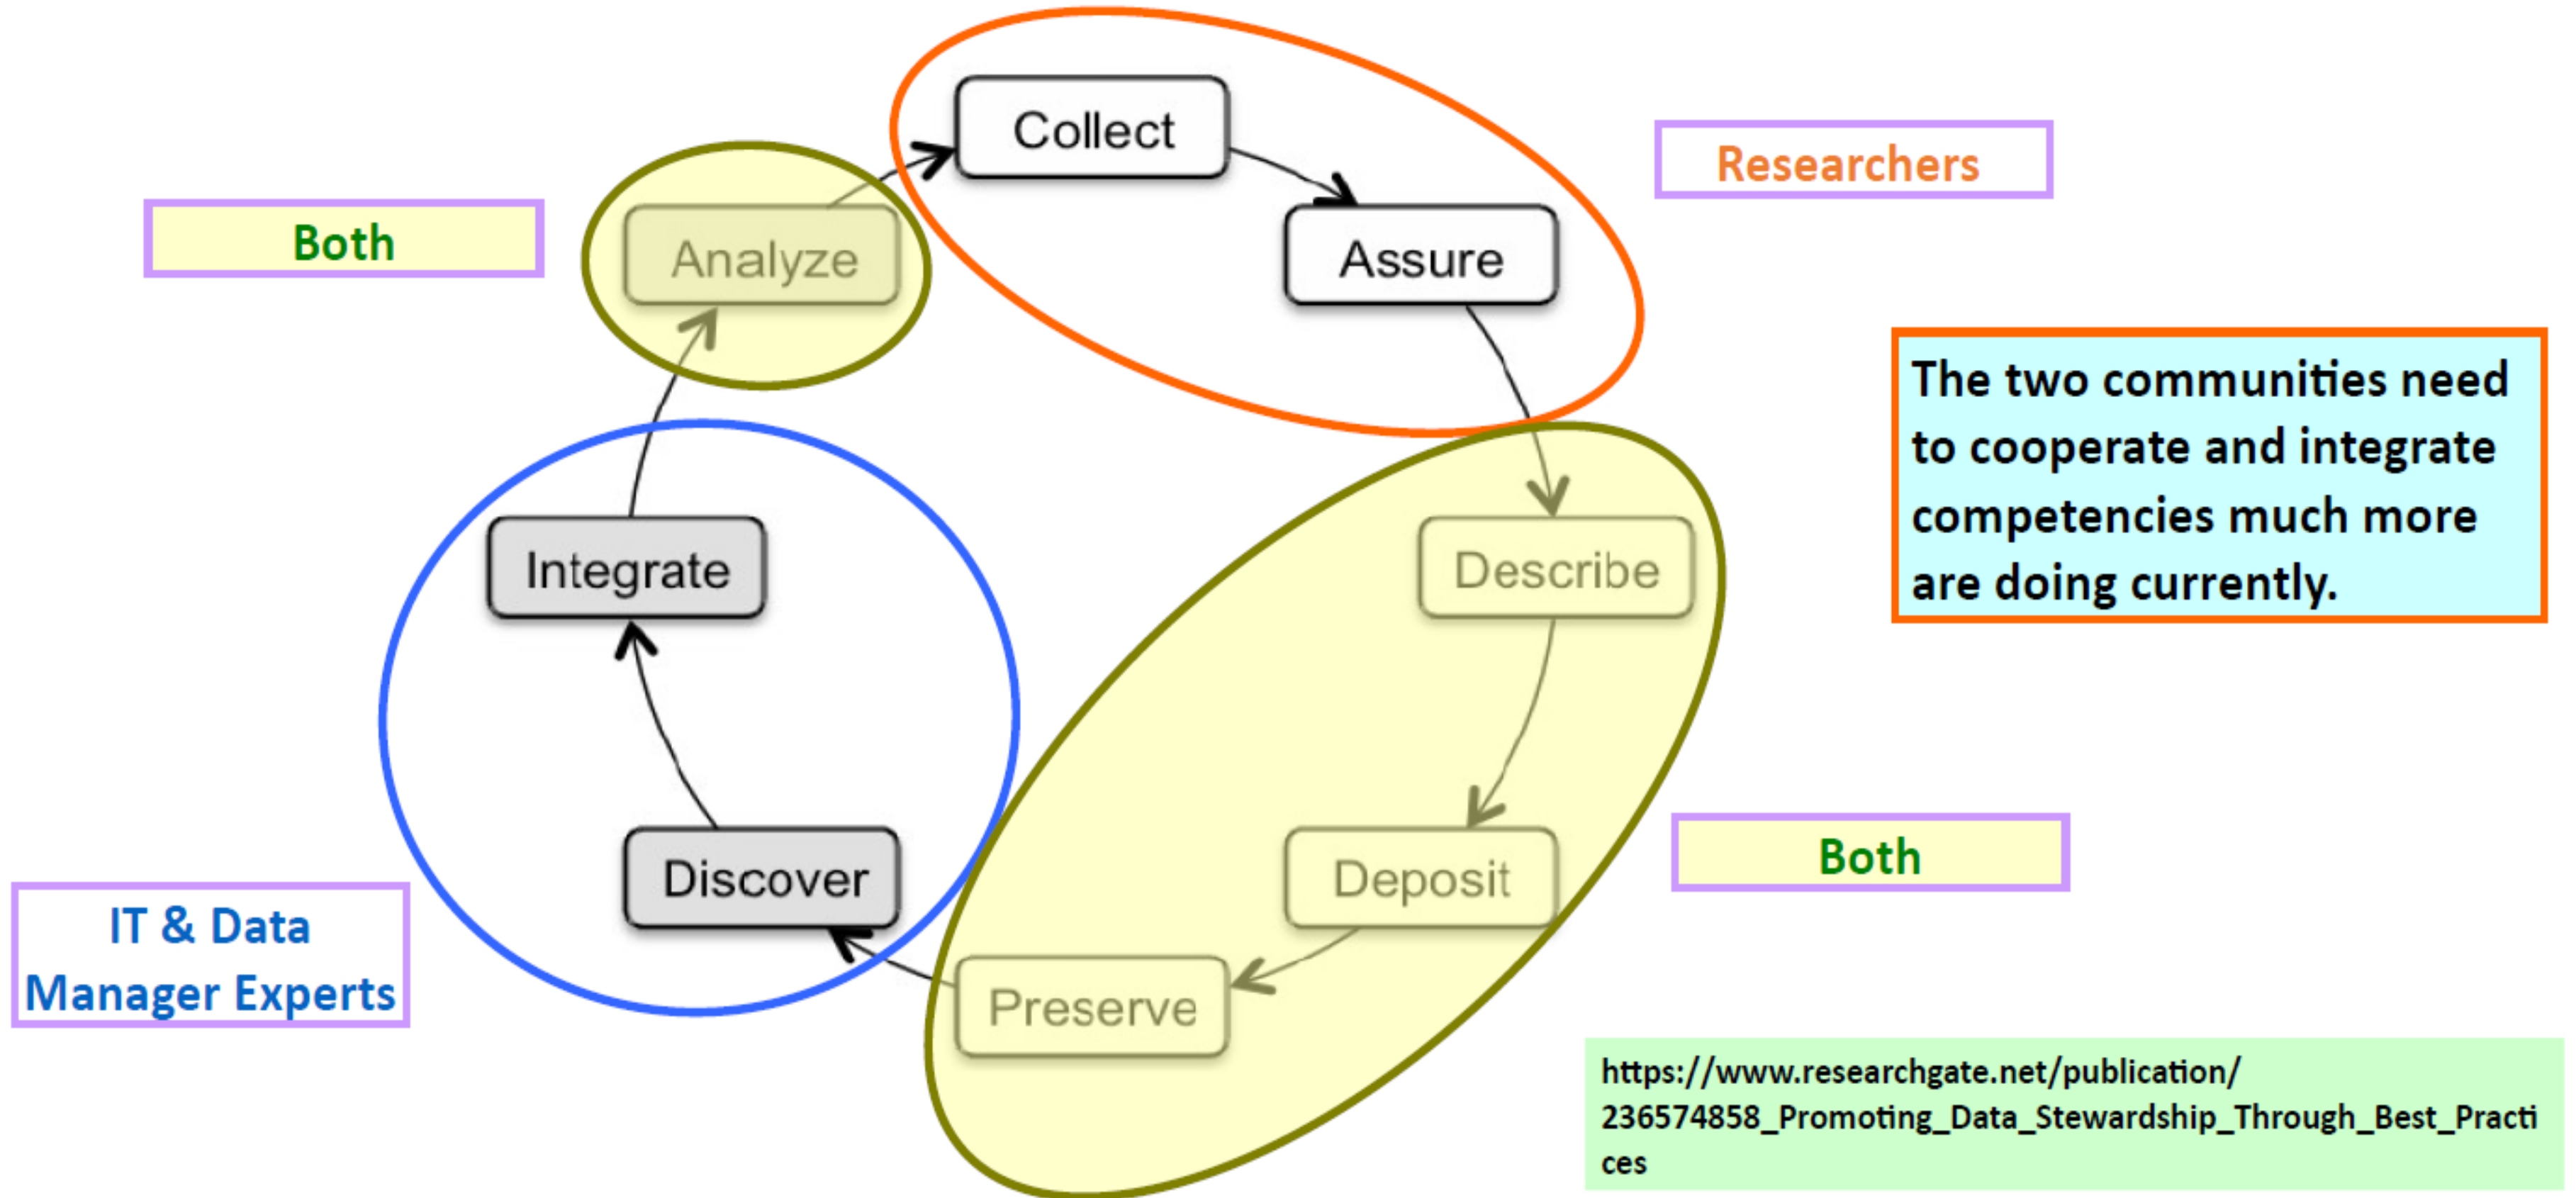 Collect
Researchers
Both
Analyze
Assure
The two communities need
to cooperate and integrate
competencies much more
are doing currently.
Integrate
Describe
Discover
Deposit
Both
IT & Data
Manager Experts
Preserve
https://www.researchgate.net/publication/
236574858_Promoting_Data_Stewardship_Through_Best_Practi
ces